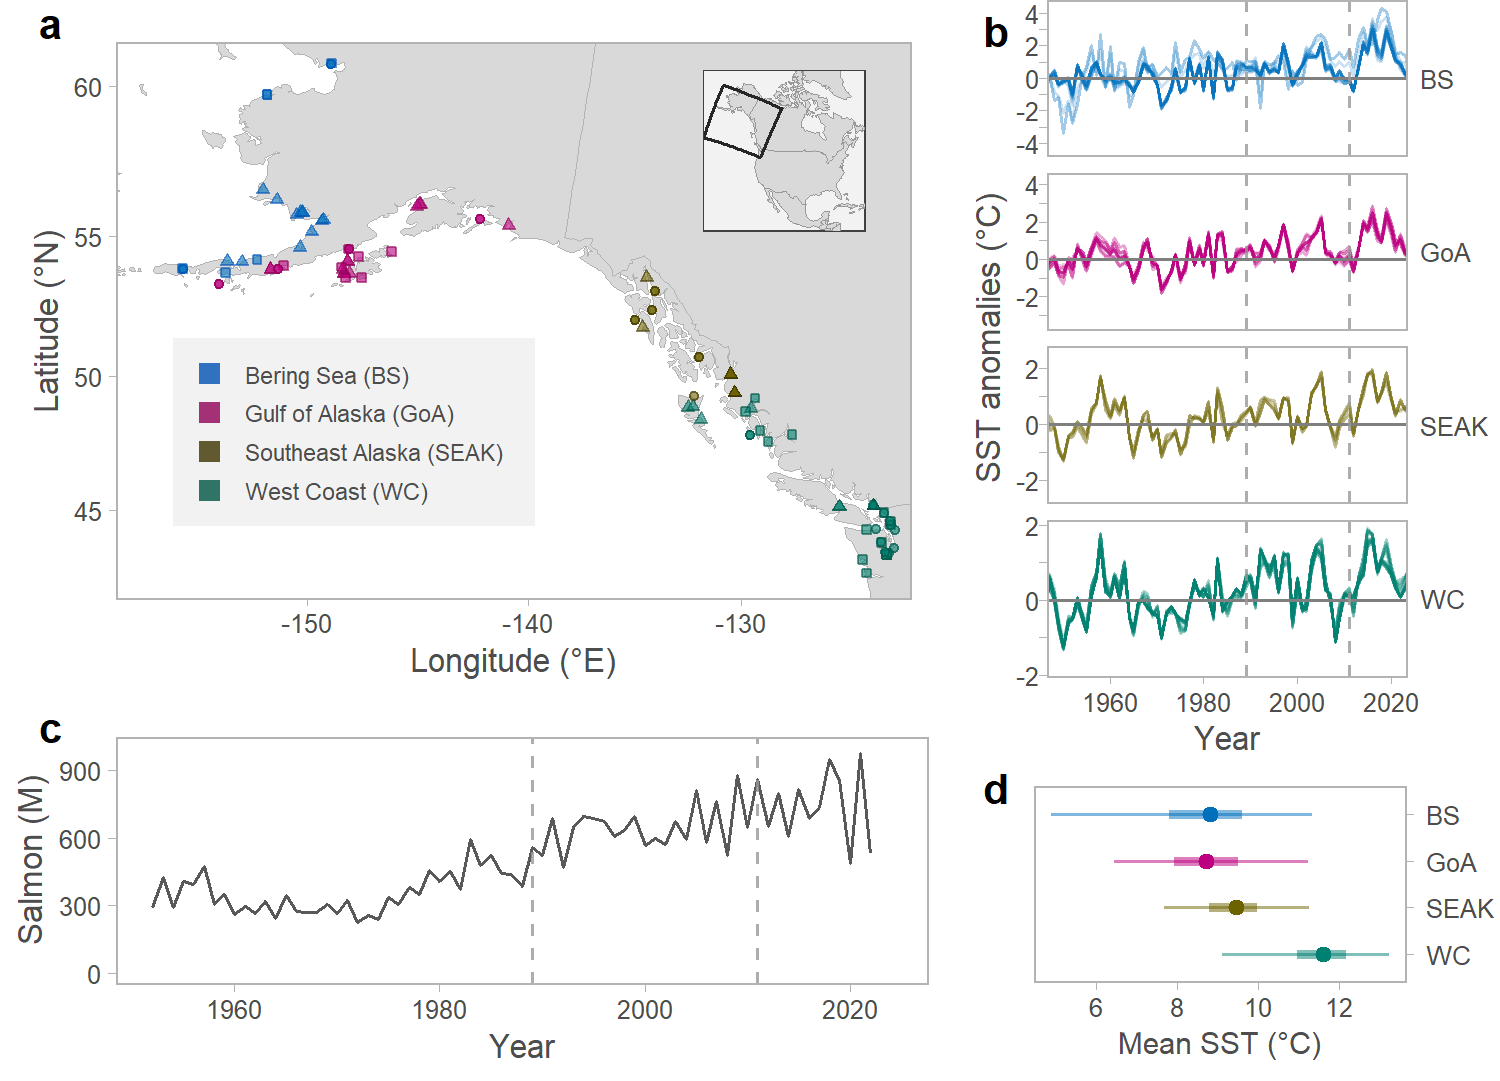 a
60
55
50
45
Latitude (°N)
Bering Sea (BS)
Gulf of Alaska (GoA)
Southeast Alaska (SEAK)
West Coast (WC)
-150
-140
-130
Longitude (°E)
b
4
2
0
-2
-4
BS
4
2
0
-2
GoA
2
0
-2
SEAK
2
0
-2
WC
SST anomalies (°C)
1960
1980
2000
2020
Year
c
900
600
300
0
Salmon (M)
1960
1980
2000
2020
Year
d
BS
GoA
SEAK
WC
6
8
10
12
Mean SST (°C)